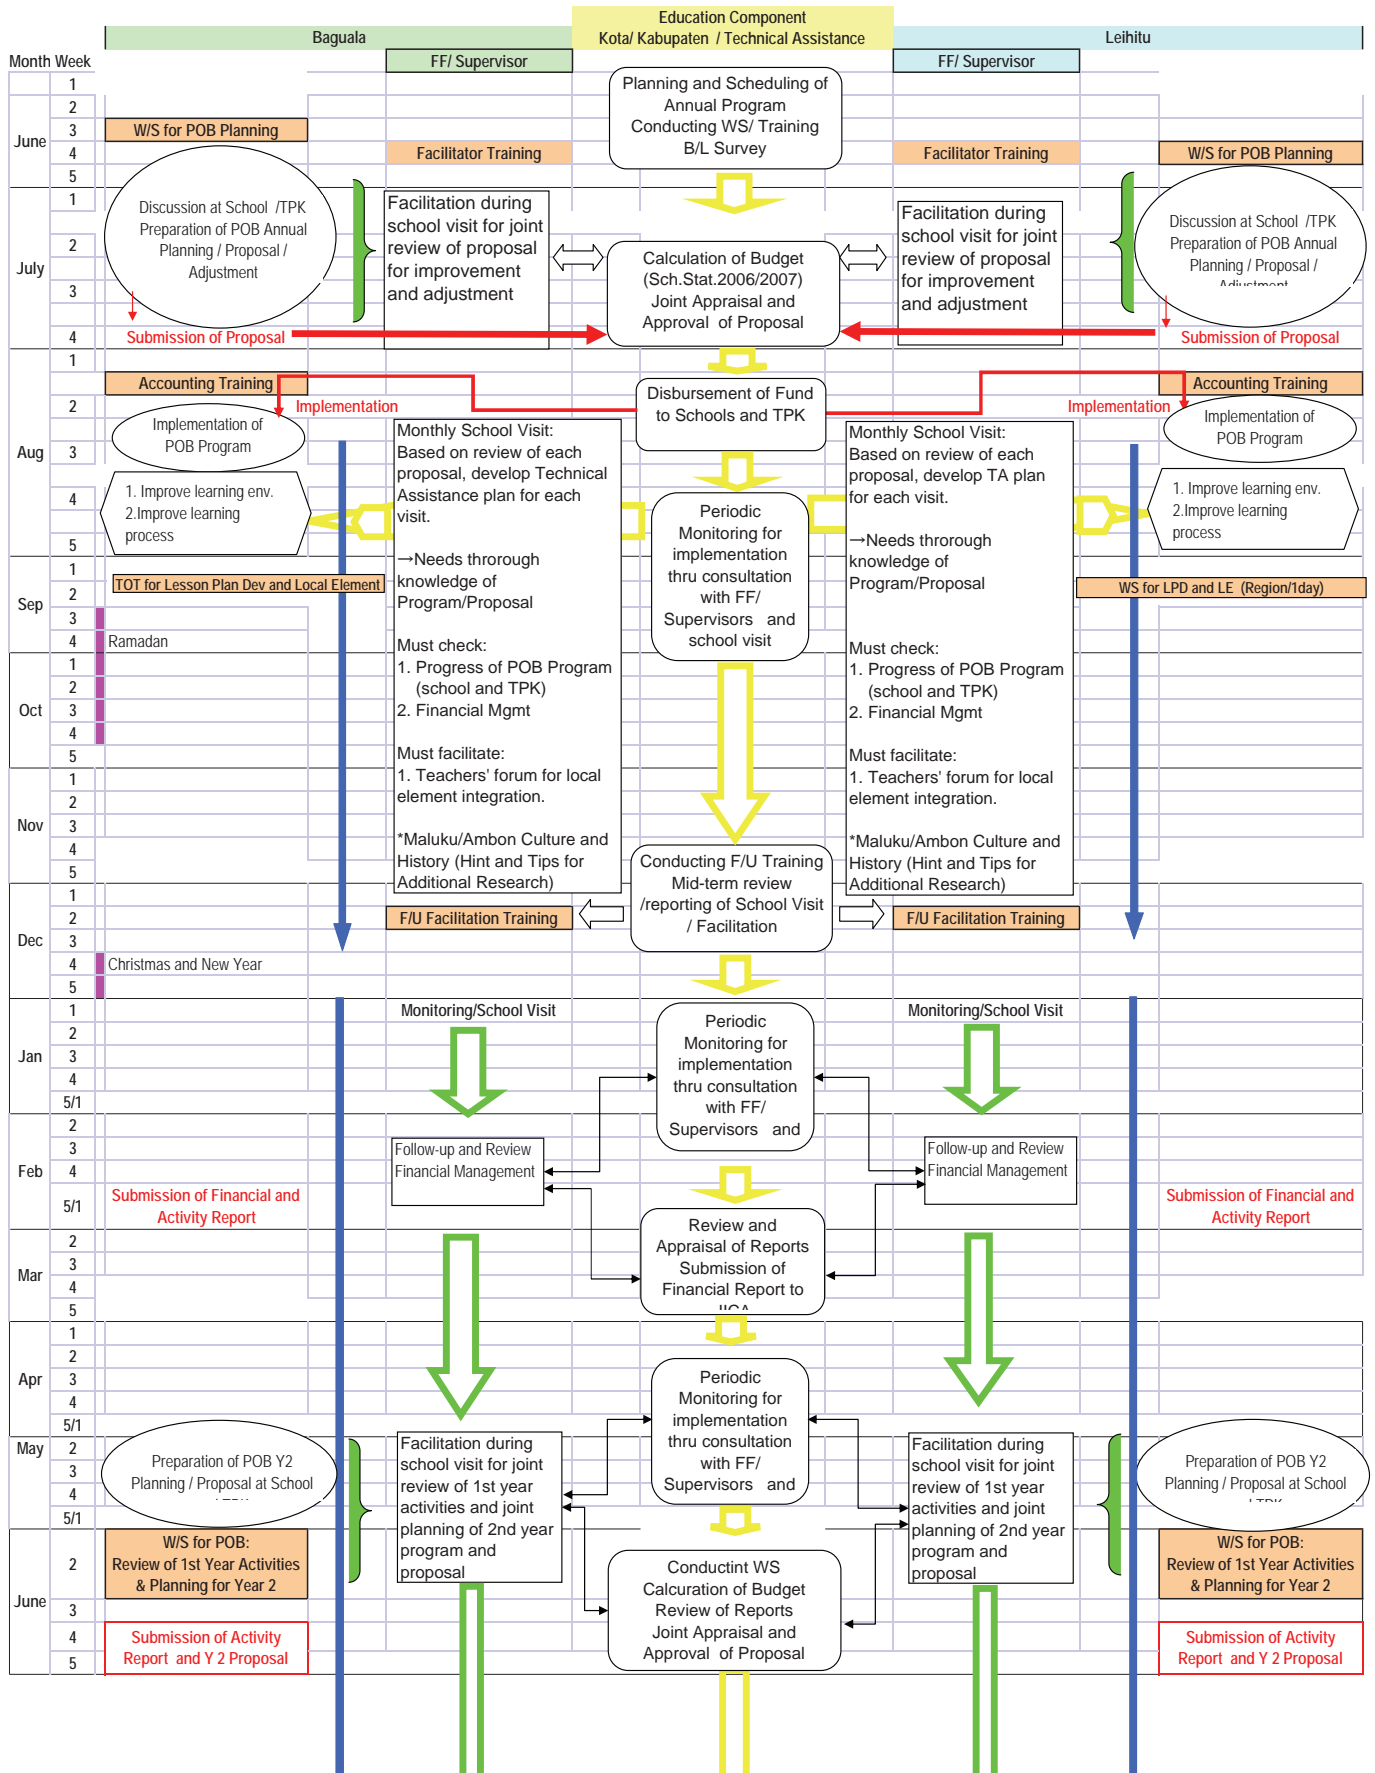 Education Component
Kota/ Kabupaten / Technical Assistance
Baguala
Leihitu
Month Week
FF/ Supervisor
FF/ Supervisor
June
1
2
3
4
5
W/S for POB Planning
Facilitator Training
Planning and Scheduling of
Annual Program
Conducting WS/ Training
B/L Survey
Facilitator Training
W/S for POB Planning
July
1
2
3
4
Discussion at School /TPK
Preparation of POB Annual
Planning / Proposal /
Adjustment
Submission of Proposal
Facilitation during
school visit for joint
review of proposal
for improvement
and adjustment
Calculation of Budget
(Sch.Stat.2006/2007)
Joint Appraisal and
Approval of Proposal
Facilitation during
school visit for joint
review of proposal
for improvement
and adjustment
Discussion at School /TPK
Preparation of POB Annual
Planning / Proposal /
Adjustment
Submission of Proposal
Aug
1
2
3
4
5
Accounting Training
Implementation
Implementation of
POB Program
1. Improve learning env.
2.Improve learning
process
Disbursement of Fund
to Schools and TPK
Accounting Training
Implementation
Implementation of
POB Program
1. Improve learning env.
2.Improve learning
process
Monthly School Visit:
Based on review of each
proposal, develop Technical
Assistance plan for each
visit.
→Needs throrough
knowledge of
Program/Proposal
Must check:
1. Progress of POB Program
(school and TPK)
2. Financial Mgmt
Must facilitate:
1. Teachers' forum for local
element integration.
*Maluku/Ambon Culture and
History (Hint and Tips for
Additional Research)
Periodic
Monitoring for
implementation
thru consultation
with FF/
Supervisors and
school visit
Monthly School Visit:
Based on review of each
proposal, develop TA plan
for each visit.
→Needs throrough
knowledge of
Program/Proposal
Must check:
1. Progress of POB Program
(school and TPK)
2. Financial Mgmt
Must facilitate:
1. Teachers' forum for local
element integration.
*Maluku/Ambon Culture and
History (Hint and Tips for
Additional Research)
Sep
1
2
3
4
TOT for Lesson Plan Dev and Local Element
WS for LPD and LE (Region/1day)
Ramadan
Oct
1
2
3
4
5
Nov
1
2
3
4
5
Conducting F/U Training
Mid-term review
/reporting of School Visit
/ Facilitation
Dec
1
2
3
4
5
F/U Facilitation Training
F/U Facilitation Training
Christmas and New Year
Jan
1
2
3
4
5/1
Monitoring/School Visit
Periodic
Monitoring for
implementation
thru consultation
with FF/
Supervisors and
Monitoring/School Visit
Feb
2
3
4
5/1
Follow-up and Review
Financial Management
Follow-up and Review
Financial Management
Submission of Financial and
Activity Report
Submission of Financial and
Activity Report
Mar
2
3
4
5
Review and
Appraisal of Reports
Submission of
Financial Report to
Apr
1
2
3
4
5/1
Periodic
Monitoring for
implementation
thru consultation
with FF/
Supervisors and
May
2
3
4
5/1
Preparation of POB Y2
Planning / Proposal at School
Facilitation during
school visit for joint
review of 1st year
activities and joint
planning of 2nd year
program and
proposal
Facilitation during
school visit for joint
review of 1st year
activities and joint
planning of 2nd year
program and
proposal
Preparation of POB Y2
Planning / Proposal at School
June
2
3
4
5
W/S for POB:
Review of 1st Year Activities
& Planning for Year 2
Conductint WS
Calcuration of Budget
Review of Reports
Joint Appraisal and
Approval of Proposal
W/S for POB:
Review of 1st Year Activities
& Planning for Year 2
Submission of Activity
Report and Y 2 Proposal
Submission of Activity
Report and Y 2 Proposal